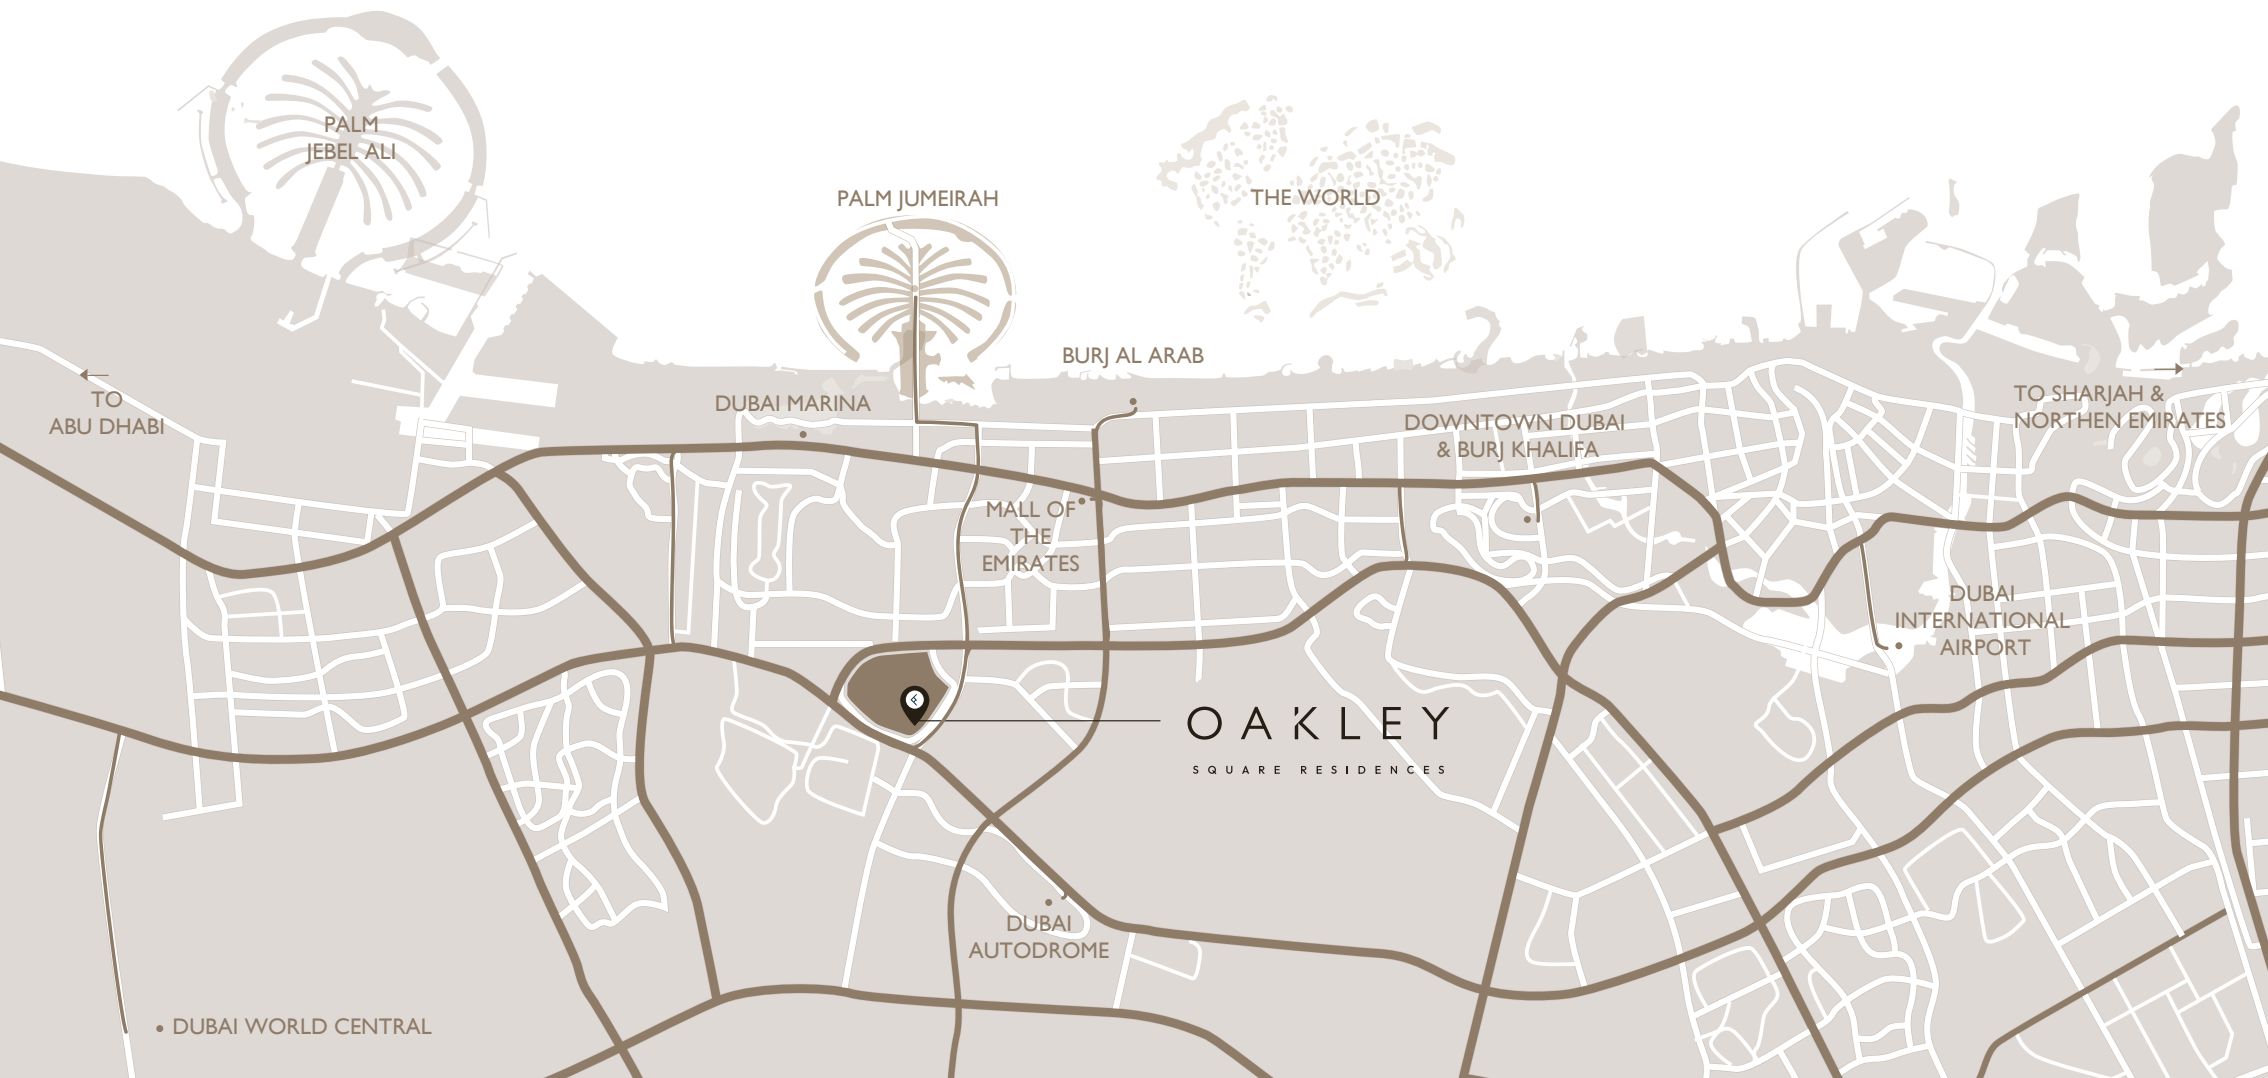 PALM
JEBEL ALI
PALM JUMEIRAH
THE WORLD
BURJ AL ARAB
TO
ABU DHABI
DUBAI MARINA
DOWNTOWN DUBAI
& BURJ KHALIFA
TO SHARJAH &
NORTHEN EMIRATES
MALL OF
THE
EMIRATES
DUBAI
INTERNATIONAL
AIRPORT
OAKLEY
SQUARE RESIDENCES
DUBAI
AUTODROME
DUBAI WORLD CENTRAL